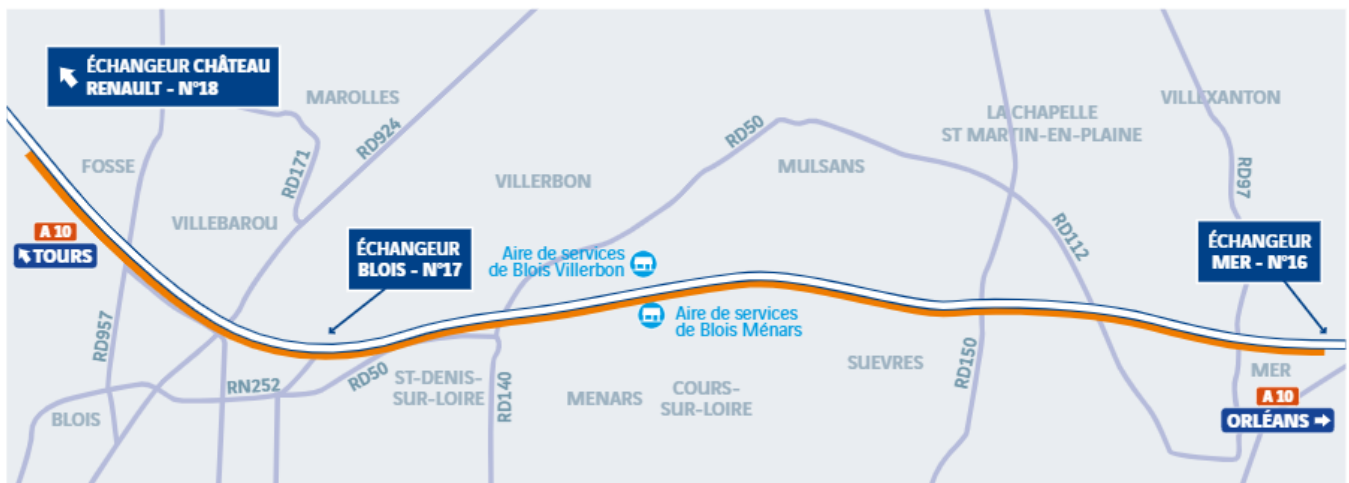 ÉCHANGEUR CHÂTEAU
RENAULT - N°18
MAROLLES
RD924
RD171
FOSSE
VILLEBAROU
A 10
TOURS
RD957
BLOIS
RN252
ÉCHANGEUR
BLOIS - N°17
RD50
ST-DENIS-
SUR-LOIRE
RD140
VILLERBON
Aire de services
de Blois Villerbon
Aire de services
de Blois Ménars
MENARS
COURS-
SUR-LOIRE
RD50
MULSANS
LA CHAPELLE
ST MARTIN-EN-PLAINE
VILLEXANTON
RD97
RD112
SUEVRES
RD150
ÉCHANGEUR
MER - N°16
MER
A 10
ORLÉANS